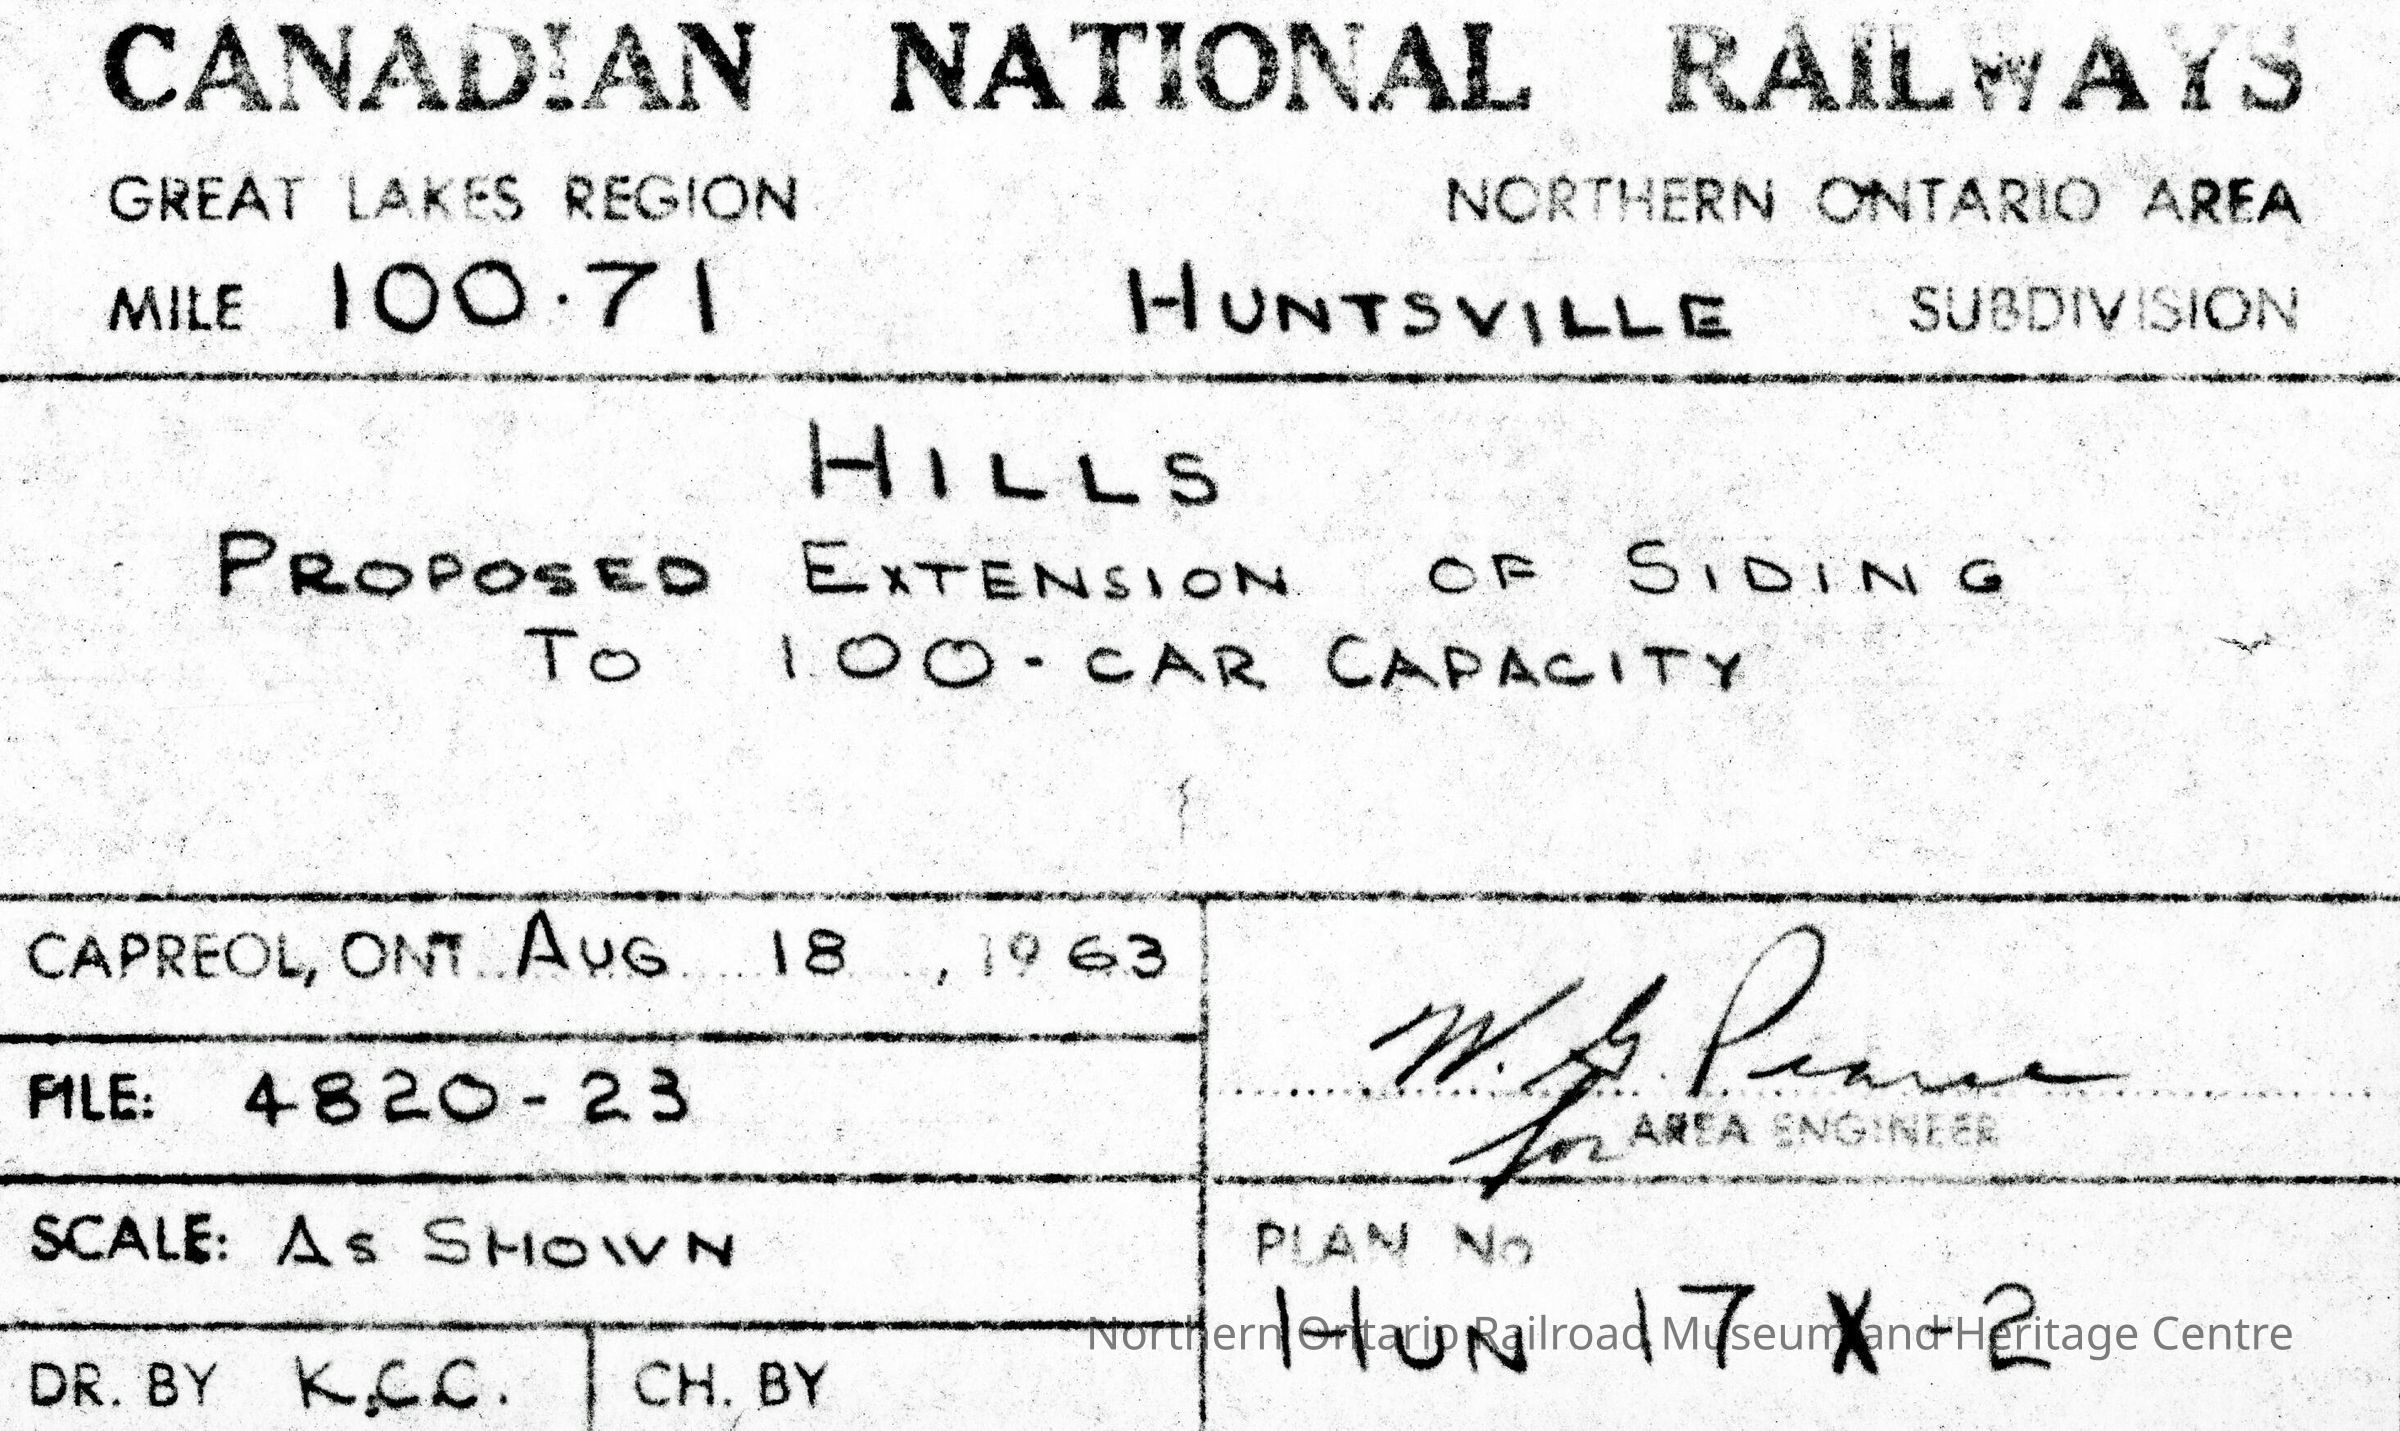 CANADIAN NATIONAL RAILWAYS
GREAT LAKES REGION NORTHERN ONTARIO AREA
MILE 100.71 HUNTSVILLE SUBDIVISION
HILLS
PROPOSED EXTENSION OF SIDING
TO 100-CAR CAPACITY
CAPREOL, ONT. AUG 18, 1963
W. G. Pearse
for AREA ENGINEER
FILE: 4820-23
SCALE: AS SHOWN
PLAN No
HUN 17 X-2
Northern Ontario Railroad Museum and Heritage Centre
DR. BY K.C.C. CH. BY